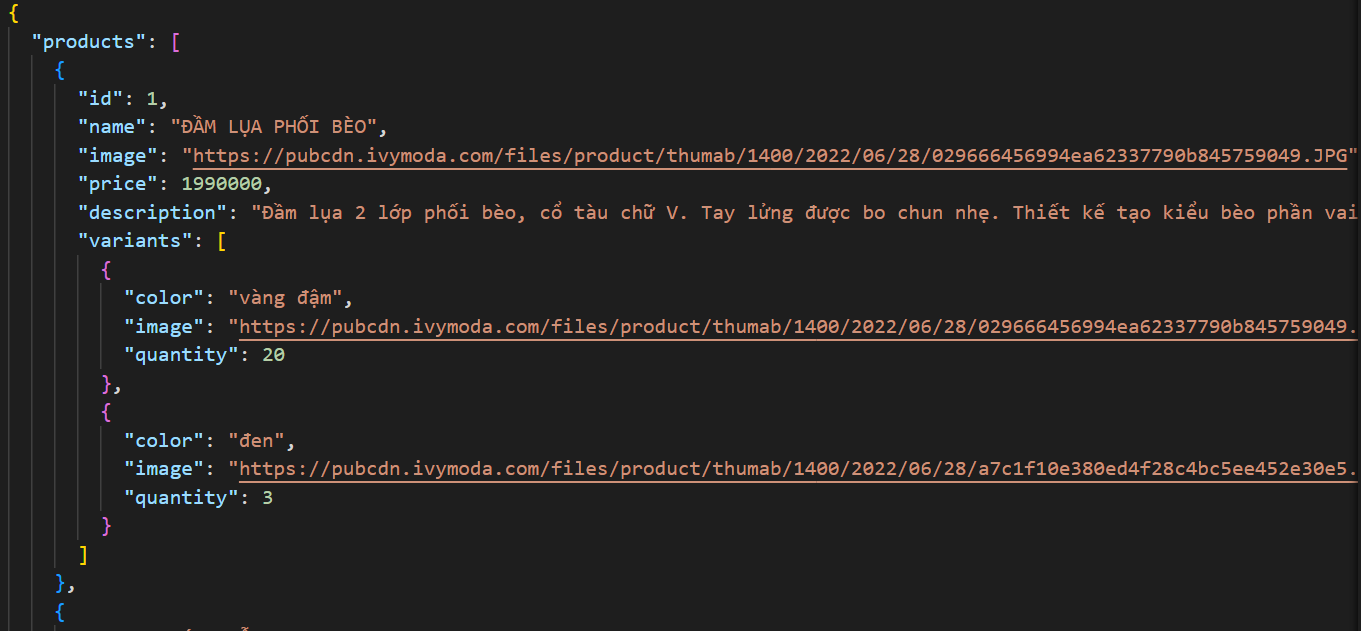 {
"products": [
{
"id": 1,
"name": "ĐẦM LỤA PHỐI BÈO",
"image": "https://pubcdn.ivymoda.com/files/product/thumab/1400/2022/06/28/029666456994ea62337790b845759049.JPG"
"price": 1990000,
"description": "Đầm lụa 2 lớp phối bèo, cổ tàu chữ V. Tay lửng được bo chun nhẹ. Thiết kế tạo kiểu bèo phần vai
"variants": [
{
"color": "vàng đậm",
"image": "https://pubcdn.ivymoda.com/files/product/thumab/1400/2022/06/28/029666456994ea62337790b845759049.
"quantity": 20
},
{
"color": "đen",
"image": "https://pubcdn.ivymoda.com/files/product/thumab/1400/2022/06/28/a7c1f10e380ed4f28c4bc5ee452e30e5.
"quantity": 3
}
]
},
{